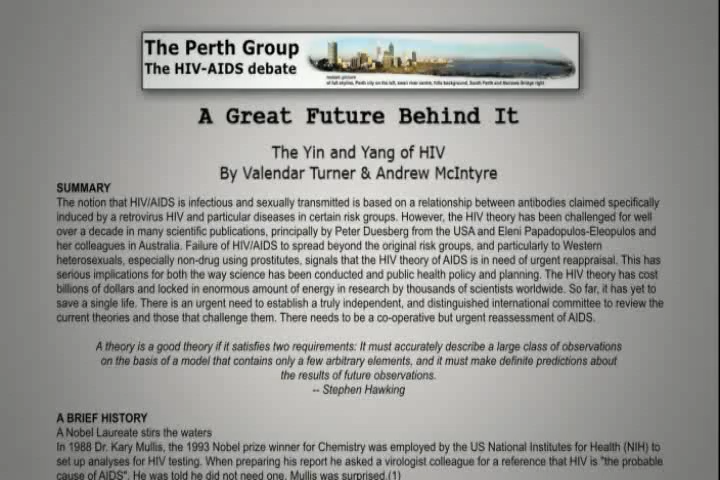 The Perth Group
The HIV-AIDS debate
A Great Future Behind It
The Yin and Yang of HIV
By Valendar Turner & Andrew McIntyre
SUMMARY
The notion that HIV/AIDS is infectious and sexually transmitted is based on a relationship between antibodies claimed specifically
induced by a retrovirus HIV and particular diseases in certain risk groups. However, the HIV theory has been challenged for well
over a decade in many scientific publications, principally by Peter Duesberg from the USA and Eleni Papadopulos-Eleopulos and
her colleagues in Australia. Failure of HIV/AIDS to spread beyond the original risk groups, and particularly to Western
heterosexuals, especially non-drug using prostitutes, signals that the HIV theory of AIDS is in need of urgent reappraisal. This has
serious implications for both the way science has been conducted and public health policy and planning. The HIV theory has cost
billions of dollars and locked in enormous amount of energy in research by thousands of scientists worldwide. So far, it has yet to
save a single life. There is an urgent need to establish a truly independent, and distinguished international committee to review the
current theories and those that challenge them. There needs to be a co-operative but urgent reassessment of AIDS.
A theory is a good theory if it satisfies two requirements: It must accurately describe a large class of observations
on the basis of a model that contains only a few arbitrary elements, and it must make definite predictions about
the results of future observations.
-- Stephen Hawking
A BRIEF HISTORY
A Nobel Laureate stirs the waters
In 1988 Dr. Kary Mullis, the 1993 Nobel prize winner for Chemistry was employed by the US National Institutes for Health (NIH) to
set up analyses for HIV testing. When preparing his report he asked a virologist colleague for a reference that HIV is "the probable
cause of AIDS". He was told he did not need one. Mullis was surprised.(1)